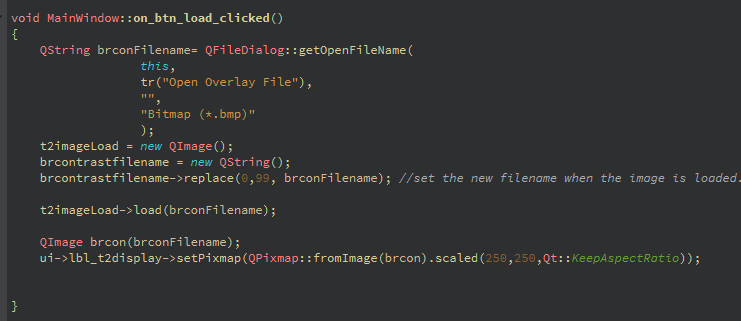 void MainWindow::on_btn_load_clicked()
{
    QString brconFilename= QFileDialog::getOpenFileName(
                  this,
                  tr("Open Overlay File"),
                  "",
                  "Bitmap (*.bmp)"
                  );
    t2imageLoad = new QImage();
    brcontrastfilename = new QString();
    brcontrastfilename->replace(0,99, brconFilename); //set the new filename when the image is loaded.

    t2imageLoad->load(brconFilename);

    QImage brcon(brconFilename);
    ui->lbl_t2display->setPixmap(QPixmap::fromImage(brcon).scaled(250,250,Qt::KeepAspectRatio));


}